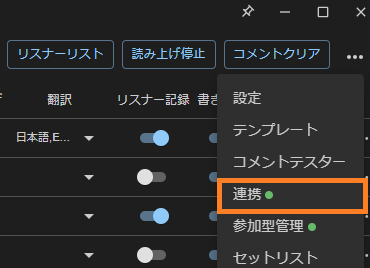 リスナーリスト 読み上げ停止 コメントクリア
翻訳 リスナー記録 書き
日本語,E...
設定
テンプレート
コメントテスター
連携
参加型管理
セットリスト